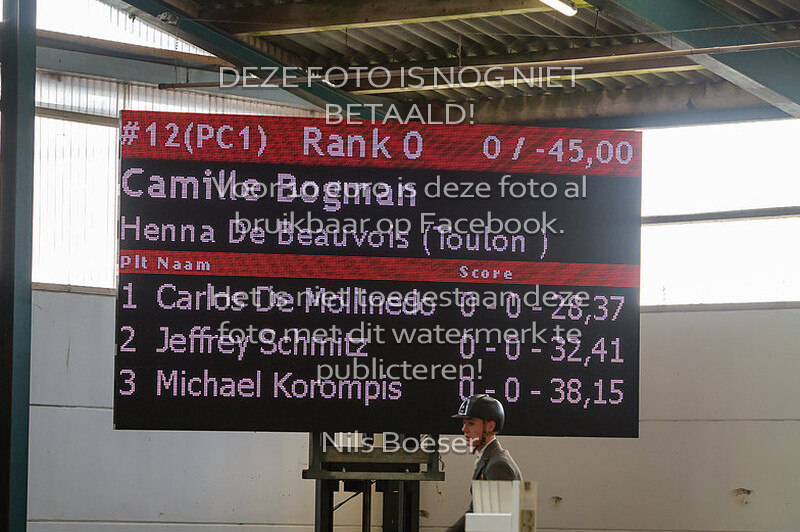 DEZE FOTO IS NOG NIET
BETAALD!
#12(PC1) Rank 0 0 / -45,00
Camille Bogman
Voor 10 euro is deze foto al
bruikbaar op Facebook.
Henna De Beauvois (Toulon )
Plt Naam Score
1 Carlos De Mollinedo 0 - 0 - 28,37
Het is niet toegestaan deze
foto met dit watermerk te
2 Jeffrey Schmitz 0 - 0 - 32,41
publiceren!
3 Michael Korompis 0 - 0 - 38,15
Nils Boeser